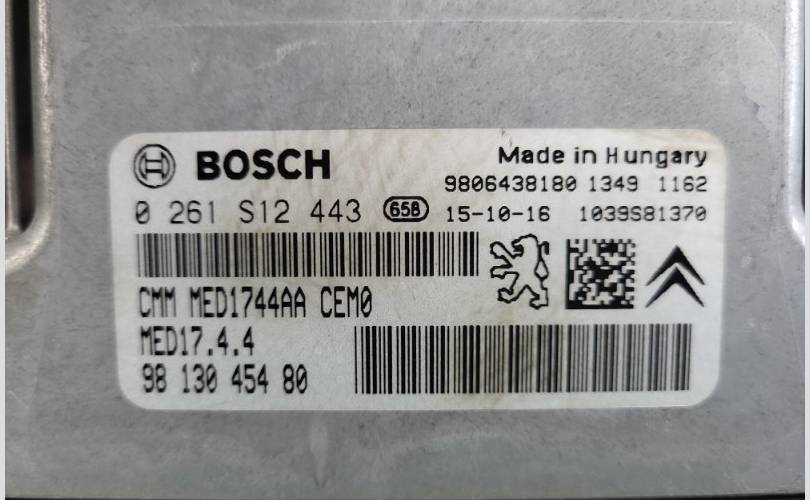 BOSCH
Made in Hungary
9806438180 1349 1162
0 261 S12 443 658 15-10-16 1039S81370
CMM MED1744AA CEM0
MED17.4.4
98 130 454 80